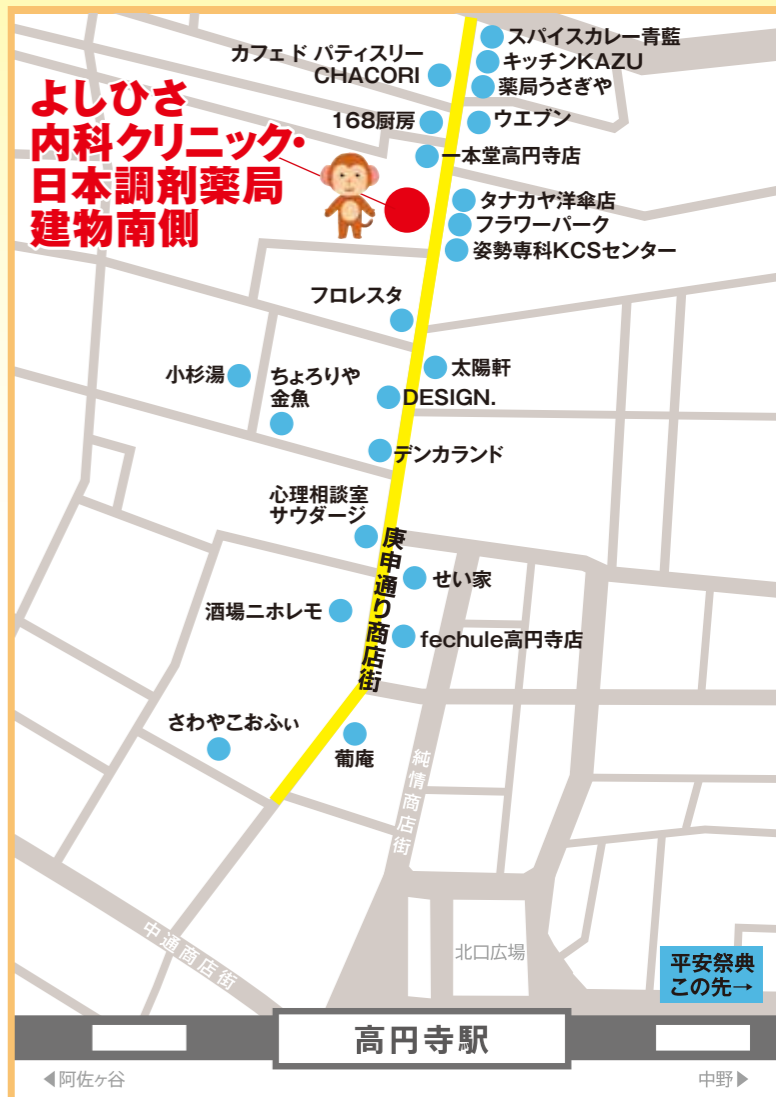 スパイスカレー青藍
カフェド パティスリー
CHACORI
キッチンKAZU
薬局うさぎや
よしひさ
内科クリニック・
日本調剤薬局
建物南側
168厨房
ウエブン
一本堂高円寺店
タナカヤ洋傘店
フラワーパーク
姿勢専科KCSセンター
フロレスタ
太陽軒
小杉湯
ちょろりや
金魚
DESIGN.
デンカランド
心理相談室
サウダージ
庚申通り商店街
せい家
酒場ニホレモ
fechule高円寺店
さわやこおふぃ
葡庵
純情商店街
中通商店街
北口広場
平安祭典
この先→
高円寺駅
◀阿佐ヶ谷
中野▶